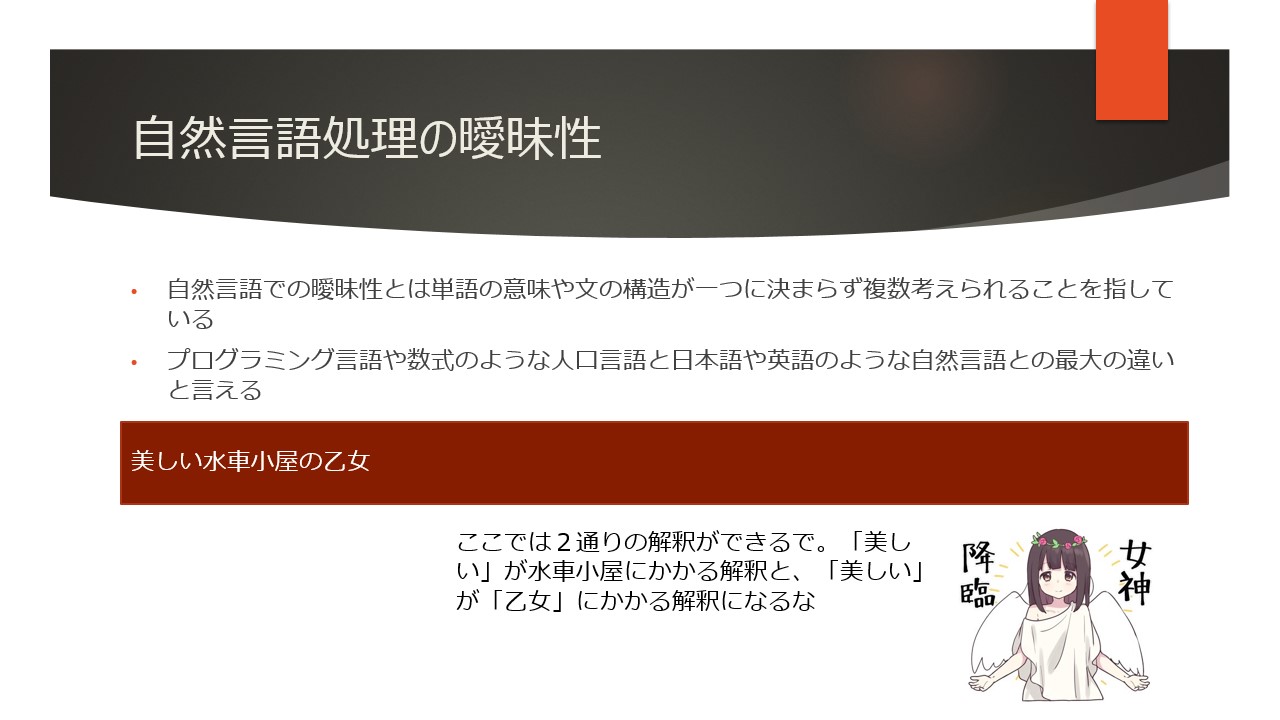 自然言語処理の曖昧性
• 自然言語での曖昧性とは単語の意味や文の構造が一つに決まらず複数考えられることを指して
いる
• プログラミング言語や数式のような人口言語と日本語や英語のような自然言語との最大の違い
と言える
美しい水車小屋の乙女
ここでは２通りの解釈ができるで。「美し
い」が水車小屋にかかる解釈と、「美しい」
が「乙女」にかかる解釈になるな
女神
降臨